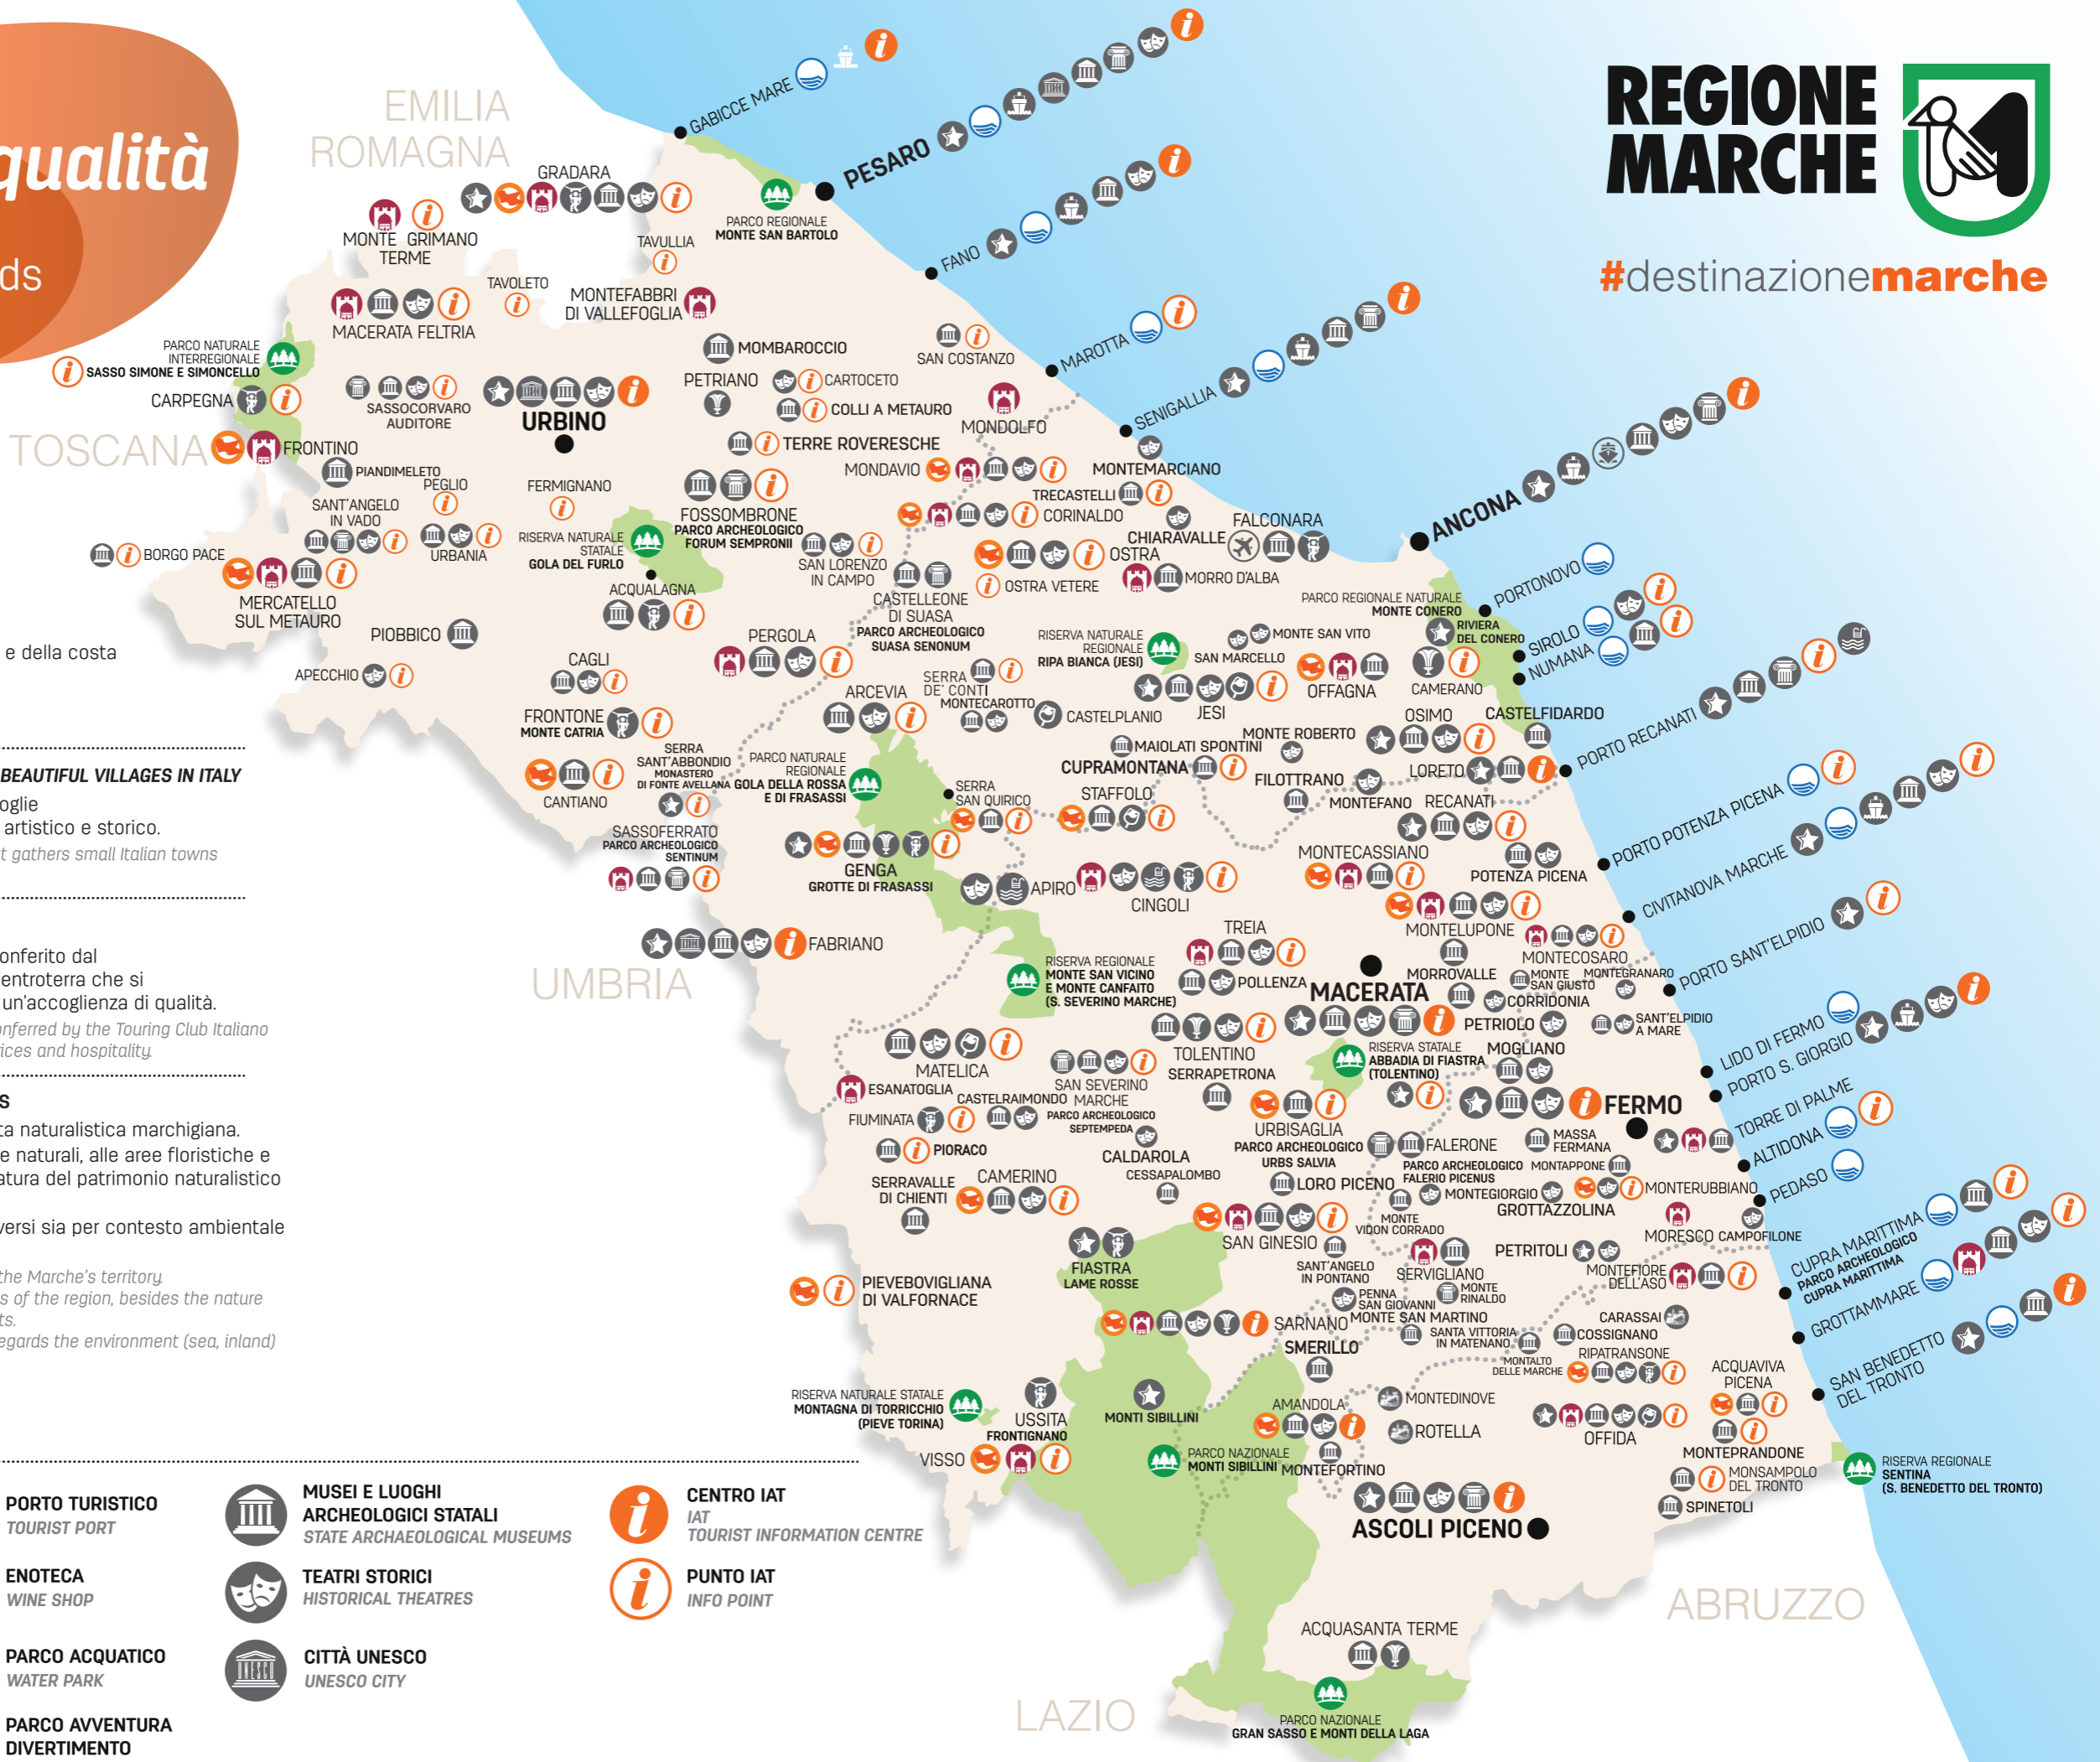 qualità
ds
EMILIA
ROMAGNA
TOSCANA
UMBRIA
LAZIO
ABRUZZO
REGIONE
MARCHE
#destinazionemarche
GABICCE MARE
PESARO
FANO
MAROTTA
SENIGALLIA
ANCONA
PORTONOVO
SIROLO
NUMANA
PORTO RECANATI
PORTO POTENZA PICENA
CIVITANOVA MARCHE
PORTO SANT'ELPIDIO
LIDO DI FERMO
PORTO S. GIORGIO
TORRE DI PALME
ALTIDONA
PEDASO
CUPRA MARITTIMA
PARCO ARCHEOLOGICO
CUPRA MARITTIMA
GROTTAMMARE
SAN BENEDETTO
DEL TRONTO
GRADARA
PARCO REGIONALE
MONTE SAN BARTOLO
MONTE GRIMANO
TERME
TAVULLIA
TAVOLETO
MONTEFABBRI
DI VALLEFOGLIA
MACERATA FELTRIA
PARCO NATURALE
INTERREGIONALE
SASSO SIMONE E SIMONCELLO
CARPEGNA
SASSOCORVARO
AUDITORE
URBINO
MOMBAROCCIO
PETRIANO
CARTOCETO
COLLI A METAURO
SAN COSTANZO
MONDOLFO
TERRE ROVERESCHE
FRONTINO
PIANDIMELETO
PEGLIO
SANT'ANGELO
IN VADO
FERMIGNANO
MONDAVIO
MONTEMARCIANO
TRECASTELLI
FOSSOMBRONE
PARCO ARCHEOLOGICO
FORUM SEMPRONII
CORINALDO
FALCONARA
CHIARAVALLE
RISERVA NATURALE
STATALE
GOLA DEL FURLO
BORGO PACE
URBANIA
SAN LORENZO
IN CAMPO
OSTRA
OSTRA VETERE
MORRO D'ALBA
ACQUALAGNA
MERCATELLO
SUL METAURO
CASTELLEONE
DI SUASA
PARCO ARCHEOLOGICO
SUASA SENONUM
PARCO REGIONALE NATURALE
MONTE CONERO
RIVIERA
DEL CONERO
PIOBBICO
PERGOLA
RISERVA NATURALE
REGIONALE
RIPA BIANCA (JESI)
MONTE SAN VITO
SAN MARCELLO
APECCHIO
CAGLI
SERRA
DE' CONTI
OFFAGNA
CAMERANO
ARCEVIA
MONTECAROTTO
CASTELPLANIO
JESI
OSIMO
CASTELFIDARDO
FRONTONE
MONTE CATRIA
MAIOLATI SPONTINI
MONTE ROBERTO
SERRA
SANT'ABBONDIO
MONASTERO
DI FONTE AVELLANA
PARCO NATURALE
REGIONALE
GOLA DELLA ROSSA
E DI FRASASSI
CUPRAMONTANA
FILOTTRANO
LORETO
CANTIANO
SERRA
SAN QUIRICO
STAFFOLO
MONTEFANO
RECANATI
SASSOFERRATO
PARCO ARCHEOLOGICO
SENTINUM
GENGA
GROTTE DI FRASASSI
MONTECASSIANO
POTENZA PICENA
APIRO
CINGOLI
MONTELUPONE
FABRIANO
TREIA
MONTECOSARO
RISERVA REGIONALE
MONTE SAN VICINO
E MONTE CANFAITO
(S. SEVERINO MARCHE)
POLLENZA
MACERATA
MORROVALLE
MONTE
SAN GIUSTO
MONTEGRANARO
CORRIDONIA
PETRIOLO
SANT'ELPIDIO
A MARE
MATELICA
TOLENTINO
SERRAPETRONA
RISERVA STATALE
ABBADIA DI FIASTRA
(TOLENTINO)
MOGLIANO
ESANATOGLIA
CASTELRAIMONDO
SAN SEVERINO
MARCHE
PARCO ARCHEOLOGICO
SEPTEMPEDA
FIUMINATA
URBISAGLIA
PARCO ARCHEOLOGICO
URBS SALVIA
FERMO
FALERONE
PARCO ARCHEOLOGICO
FALERIO PICENUS
MASSA
FERMANA
MONTAPPONE
PIORACO
CALDAROLA
CESSAPALOMBO
SERRAVALLE
DI CHIENTI
CAMERINO
LORO PICENO
MONTEGIORGIO
MONTERUBBIANO
GROTTAZZOLINA
MONTE
VIDON CORRADO
SAN GINESIO
MORESCO
CAMPOFILONE
FIASTRA
LAME ROSSE
SANT'ANGELO
IN PONTANO
SERVIGLIANO
PETRITOLI
MONTEFIORE
DELL'ASO
PIEVEBOVIGLIANA
DI VALFORNACE
PENNA
SAN GIOVANNI
MONTE
RINALDO
SARNANO
MONTE SAN MARTINO
CARASSAI
SMERILLO
SANTA VITTORIA
IN MATENANO
COSSIGNANO
MONTALTO
DELLE MARCHE
RIPATRANSONE
ACQUAVIVA
PICENA
RISERVA NATURALE STATALE
MONTAGNA DI TORRICCHIO
(PIEVE TORINA)
USSITA
FRONTIGNANO
MONTI SIBILLINI
AMANDOLA
MONTEDINOVE
ROTELLA
OFFIDA
VISSO
PARCO NAZIONALE
MONTI SIBILLINI
MONTEFORTINO
MONTEPRANDONE
MONSAMPOLO
DEL TRONTO
SPINETOLI
RISERVA REGIONALE
SENTINA
(S. BENEDETTO DEL TRONTO)
ASCOLI PICENO
ACQUASANTA TERME
PARCO NAZIONALE
GRAN SASSO E MONTI DELLA LAGA
e della costa
BEAUTIFUL VILLAGES IN ITALY
oglie
artistico e storico.
t gathers small Italian towns
onferito dal
'entroterra che si
un'accoglienza di qualità.
onferred by the Touring Club Italiano
ices and hospitality.
S
ta naturalistica marchigiana.
e naturali, alle aree floristiche e
atura del patrimonio naturalistico
versi sia per contesto ambientale
the Marche's territory.
s of the region, besides the nature
ts.
egards the environment (sea, inland)
PORTO TURISTICO
TOURIST PORT
ENOTECA
WINE SHOP
PARCO ACQUATICO
WATER PARK
PARCO AVVENTURA
DIVERTIMENTO
MUSEI E LUOGHI
ARCHEOLOGICI STATALI
STATE ARCHAEOLOGICAL MUSEUMS
TEATRI STORICI
HISTORICAL THEATRES
UNESCO
CITTÀ UNESCO
UNESCO CITY
CENTRO IAT
IAT
TOURIST INFORMATION CENTRE
PUNTO IAT
INFO POINT